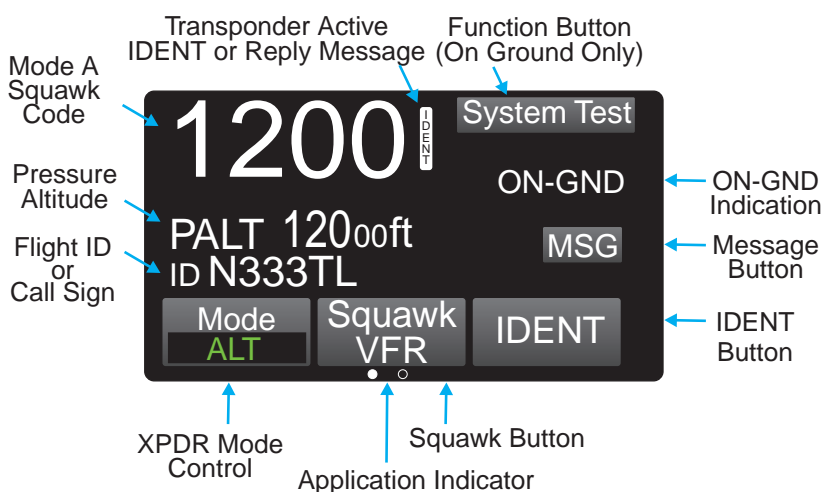 Transponder Active
IDENT or Reply Message
Function Button
(On Ground Only)
Mode A
Squawk
Code
1200
IDENT
System Test
ON-GND
ON-GND
Indication
Pressure
Altitude
PALT 1200ft
MSG
Message
Button
Flight ID
or
Call Sign
ID N333TL
Mode
ALT
Squawk
VFR
IDENT
IDENT
Button
XPDR Mode
Control
Squawk Button
Application Indicator